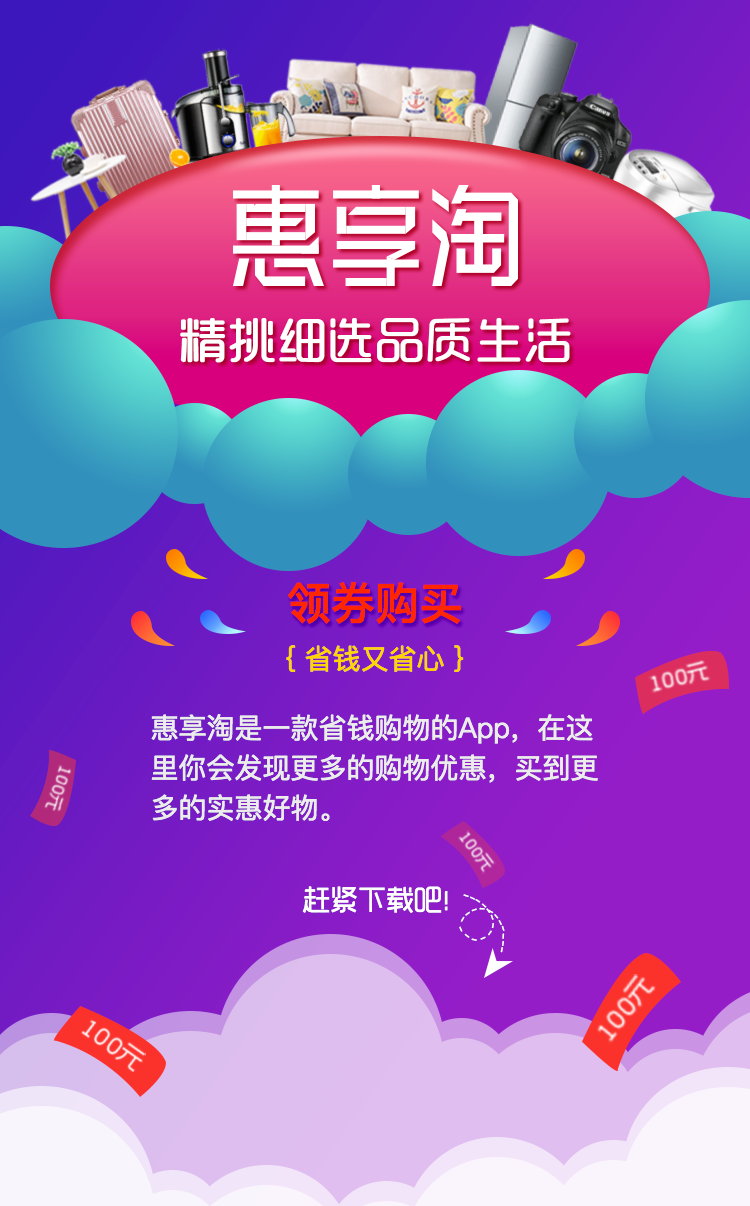 惠享淘
精挑细选品质生活
领券购买
{ 省钱又省心 }
100元
惠享淘是一款省钱购物的App，在这
里你会发现更多的购物优惠，买到更
多的实惠好物。
100元
100元
赶紧下载吧!
100元
100元